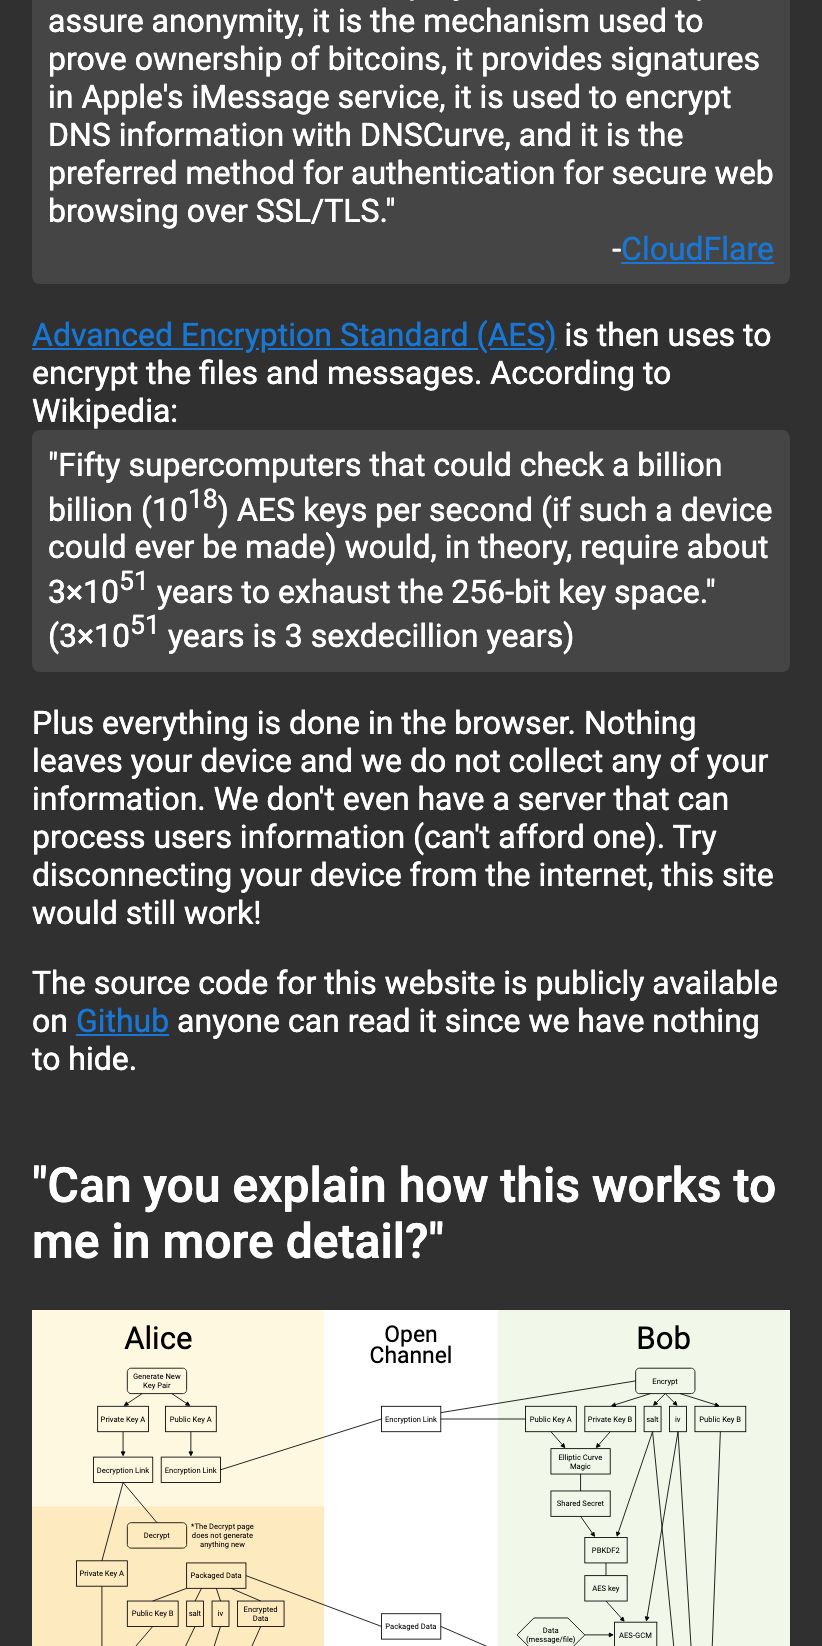 assure anonymity, it is the mechanism used to
prove ownership of bitcoins, it provides signatures
in Apple's iMessage service, it is used to encrypt
DNS information with DNSCurve, and it is the
preferred method for authentication for secure web
browsing over SSL/TLS."
-CloudFlare
Advanced Encryption Standard (AES) is then uses to
encrypt the files and messages. According to
Wikipedia:
"Fifty supercomputers that could check a billion
billion (10^18) AES keys per second (if such a device
could ever be made) would, in theory, require about
3×10^51 years to exhaust the 256-bit key space."
(3×10^51 years is 3 sexdecillion years)
Plus everything is done in the browser. Nothing
leaves your device and we do not collect any of your
information. We don't even have a server that can
process users information (can't afford one). Try
disconnecting your device from the internet, this site
would still work!
The source code for this website is publicly available
on Github anyone can read it since we have nothing
to hide.
"Can you explain how this works to
me in more detail?"
Alice
Open
Channel
Bob
Generate New
Key Pair
Encrypt
Private Key A
Public Key A
Encryption Link
Public Key A
Private Key B
salt
iv
Public Key B
Decryption Link
Encryption Link
Elliptic Curve
Magic
Shared Secret
Decrypt
*The Decrypt page
does not generate
anything new
PBKDF2
Private Key A
Packaged Data
AES key
Public Key B
salt
iv
Encrypted
Data
Packaged Data
Data
(message/file)
AES-GCM